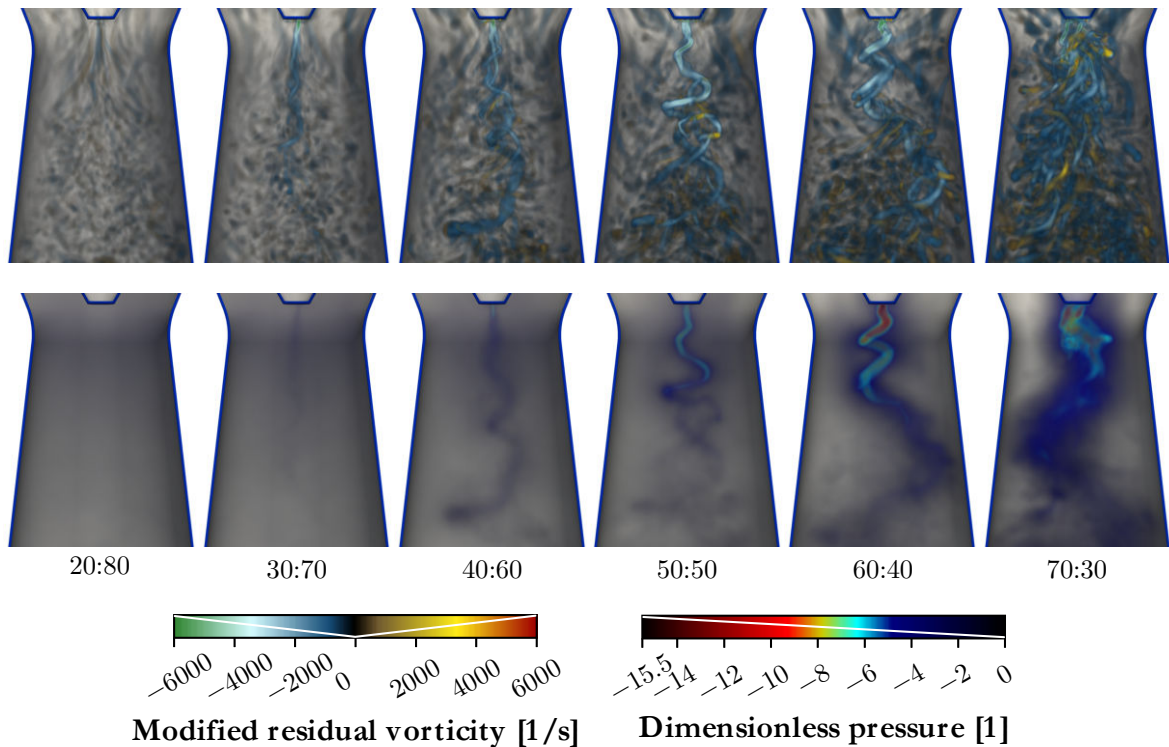 20:80 30:70 40:60 50:50 60:40 70:30
−6000 −4000 −2000 0 2000 4000 6000
−15.5 −14 −12 −10 −8 −6 −4 −2 0
Modified residual vorticity [1/s]
Dimensionless pressure [1]